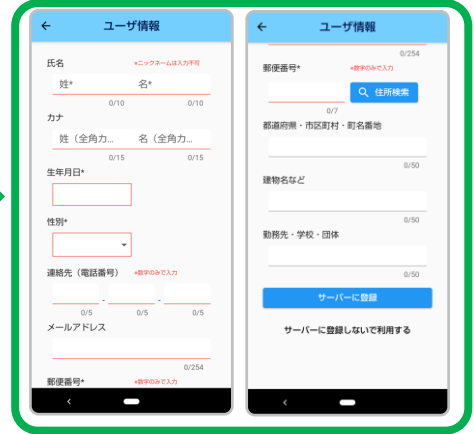 ユーザ情報
氏名 *ニックネームは入力不可
姓* 名*
0/10 0/10
カナ
姓（全角カ... 名（全角カ...
0/15 0/15
生年月日*
性別*
連絡先（電話番号） *数字のみで入力
- -
0/5 0/5 0/5
メールアドレス
0/254
郵便番号* *数字のみで入力
ユーザ情報
0/254
郵便番号* *数字のみで入力
住所検索
0/7
都道府県・市区町村・町名番地
0/50
建物名など
0/50
勤務先・学校・団体
0/50
サーバーに登録
サーバーに登録しないで利用する